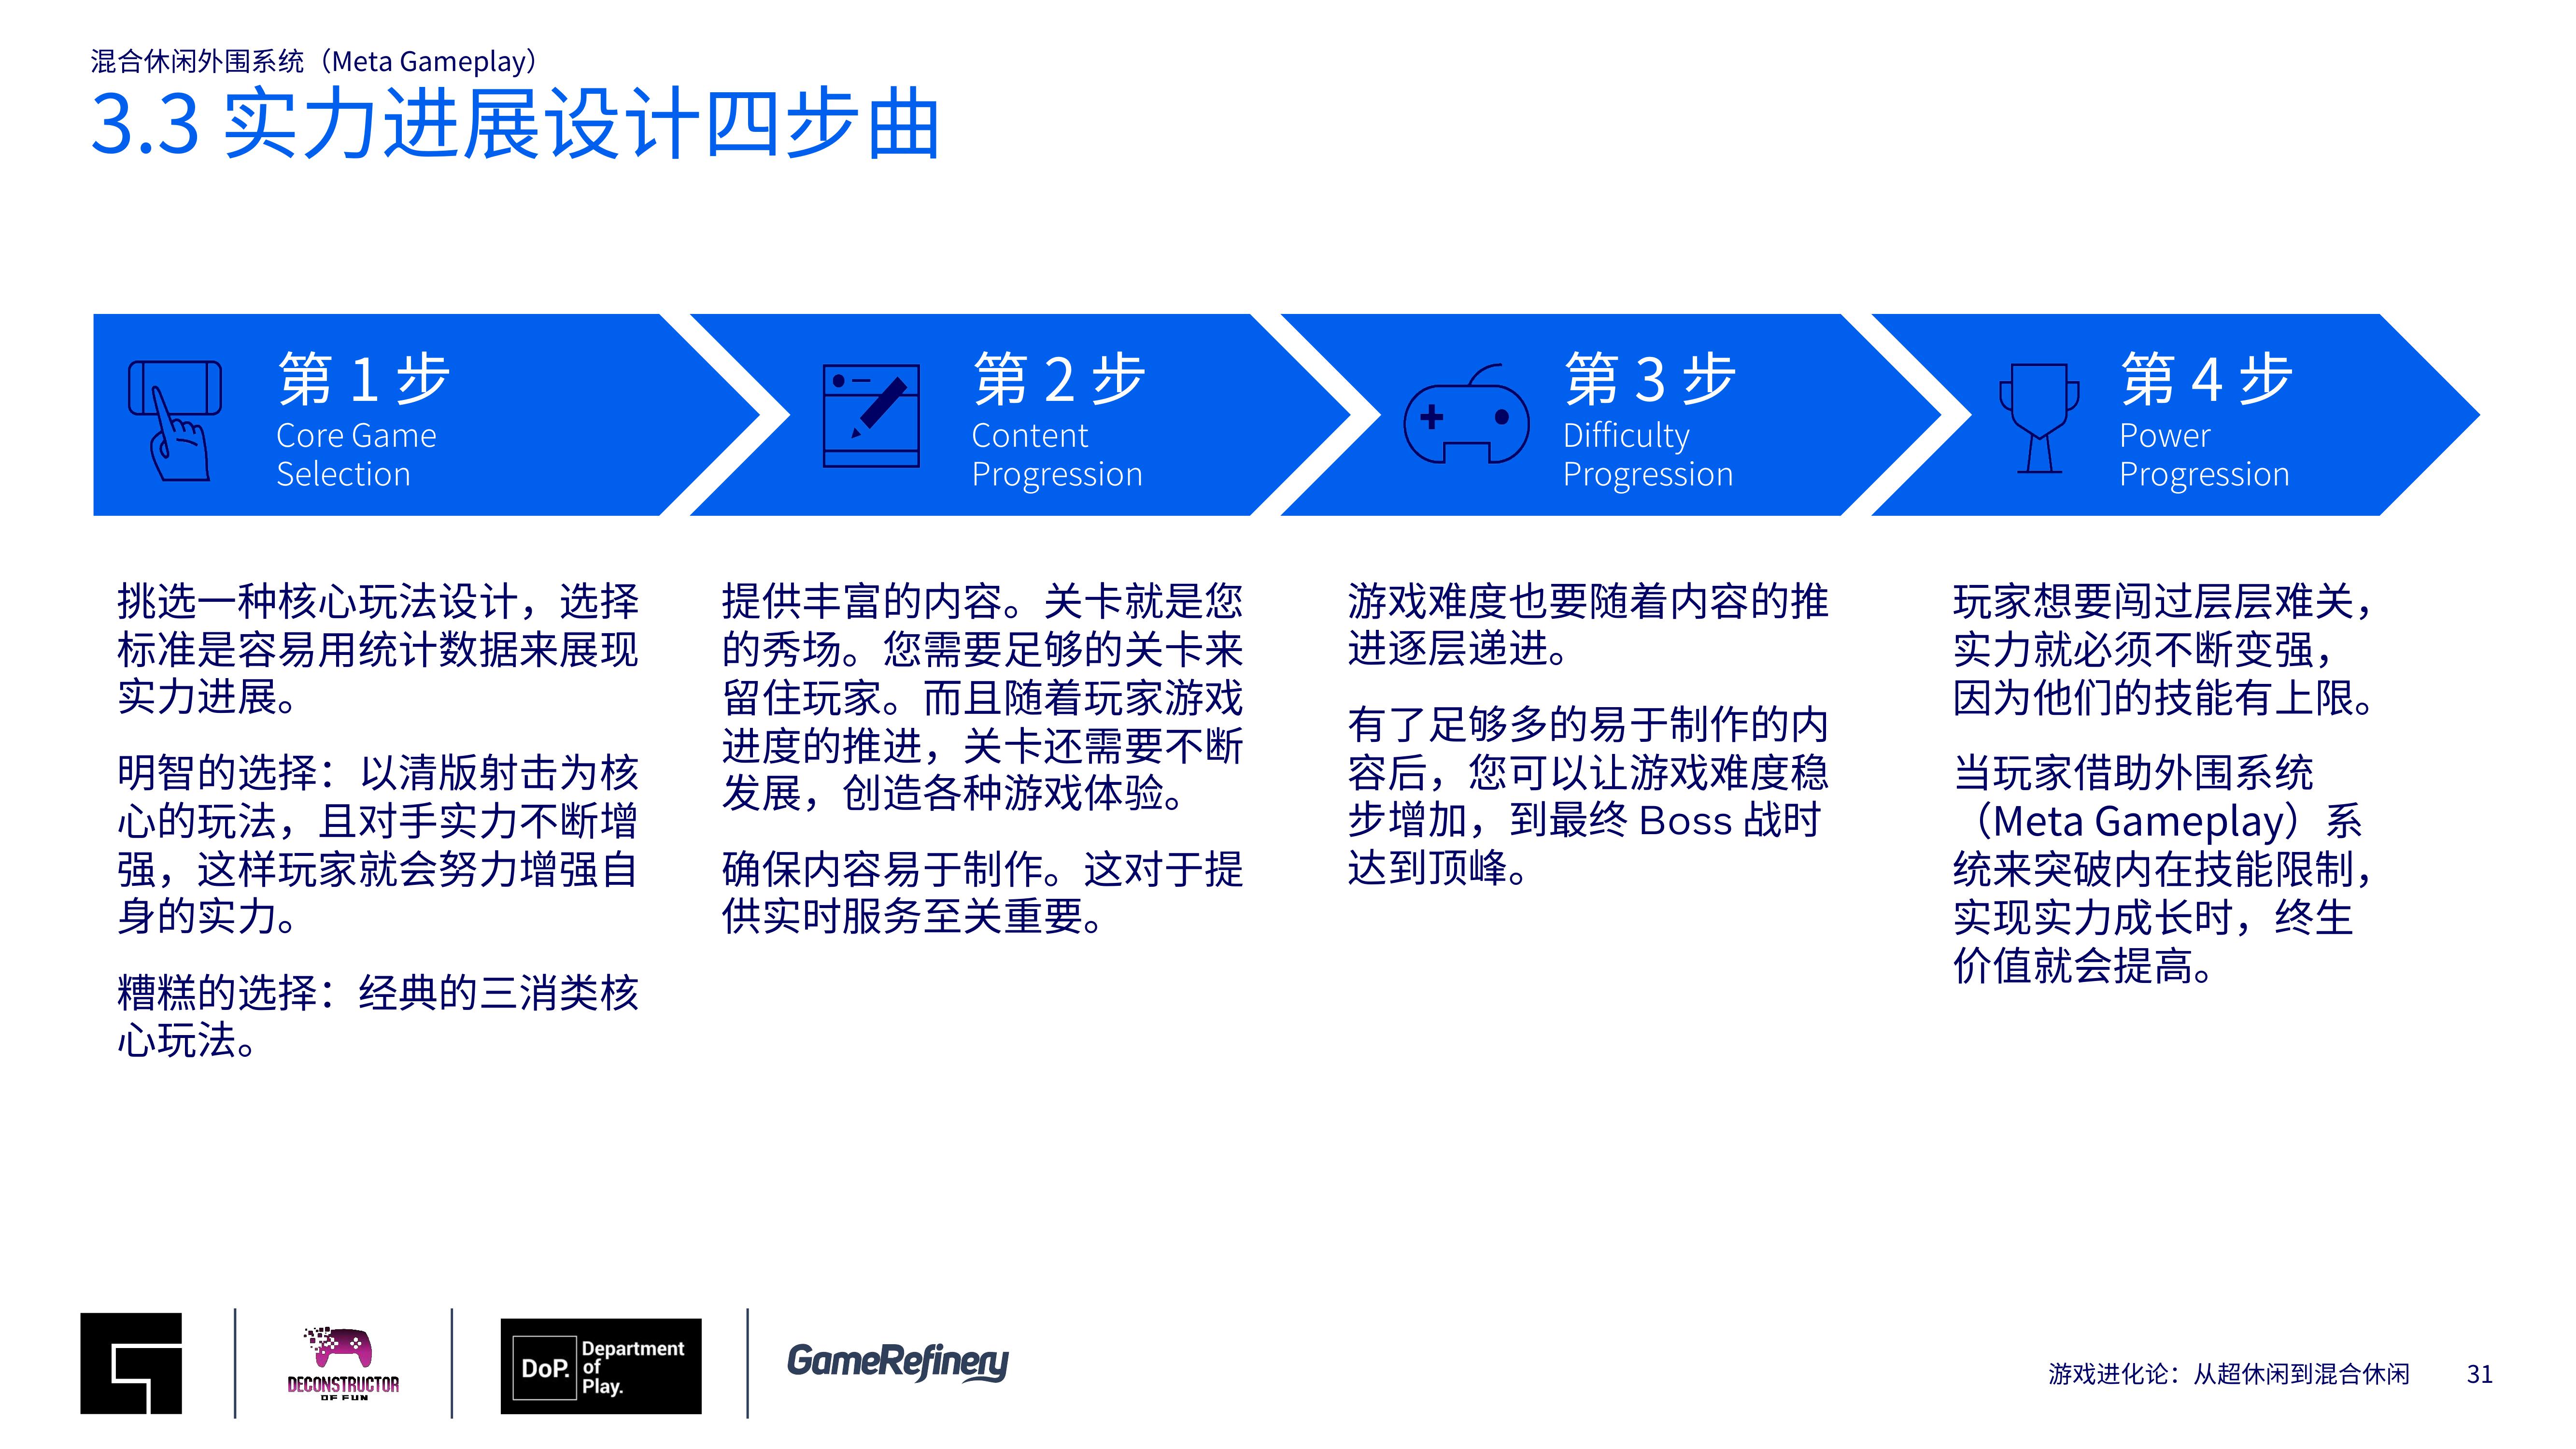 混合休闲外围系统（Meta Gameplay）
3.3 实力进展设计四步曲
第 1 步
Core Game
Selection
第 2 步
Content
Progression
第 3 步
Difficulty
Progression
第 4 步
Power
Progression
挑选一种核心玩法设计，选择
标准是容易用统计数据来展现
实力进展。
明智的选择：以清版射击为核
心的玩法，且对手实力不断增
强，这样玩家就会努力增强自
身的实力。
糟糕的选择：经典的三消类核
心玩法。
提供丰富的内容。关卡就是您
的秀场。您需要足够的关卡来
留住玩家。而且随着玩家游戏
进度的推进，关卡还需要不断
发展，创造各种游戏体验。
确保内容易于制作。这对于提
供实时服务至关重要。
游戏难度也要随着内容的推
进逐层递进。
有了足够多的易于制作的内
容后，您可以让游戏难度稳
步增加，到最终 Boss 战时
达到顶峰。
玩家想要闯过层层难关，
实力就必须不断变强，
因为他们的技能有上限。
当玩家借助外围系统
（Meta Gameplay）系
统来突破内在技能限制，
实现实力成长时，终生
价值就会提高。
DECONSTRUCTOR
OF FUN
DoP.
Department
of
Play.
GameRefinery
游戏进化论：从超休闲到混合休闲
31